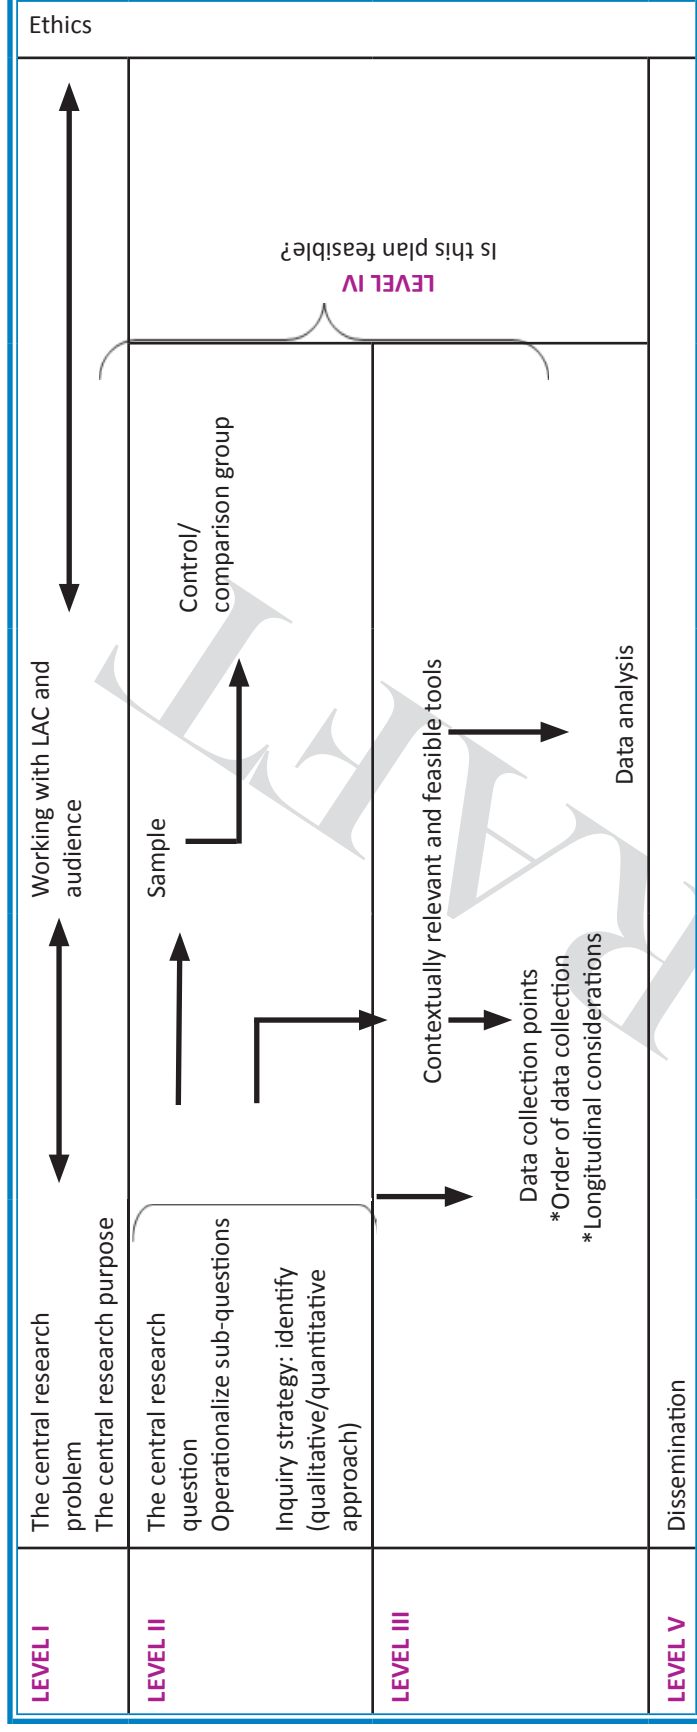 LEVEL I
The central research
problem
The central research purpose
Working with LAC and
audience
Ethics
LEVEL II
The central research
question
Operationalize sub-questions
Inquiry strategy: identify
(qualitative/quantitative
approach)
Sample
Control/
comparison group
LEVEL IV
Is this plan feasible?
LEVEL III
Contextually relevant and feasible tools
Data collection points
*Order of data collection
*Longitudinal considerations
Data analysis
LEVEL V
Dissemination
RAFT